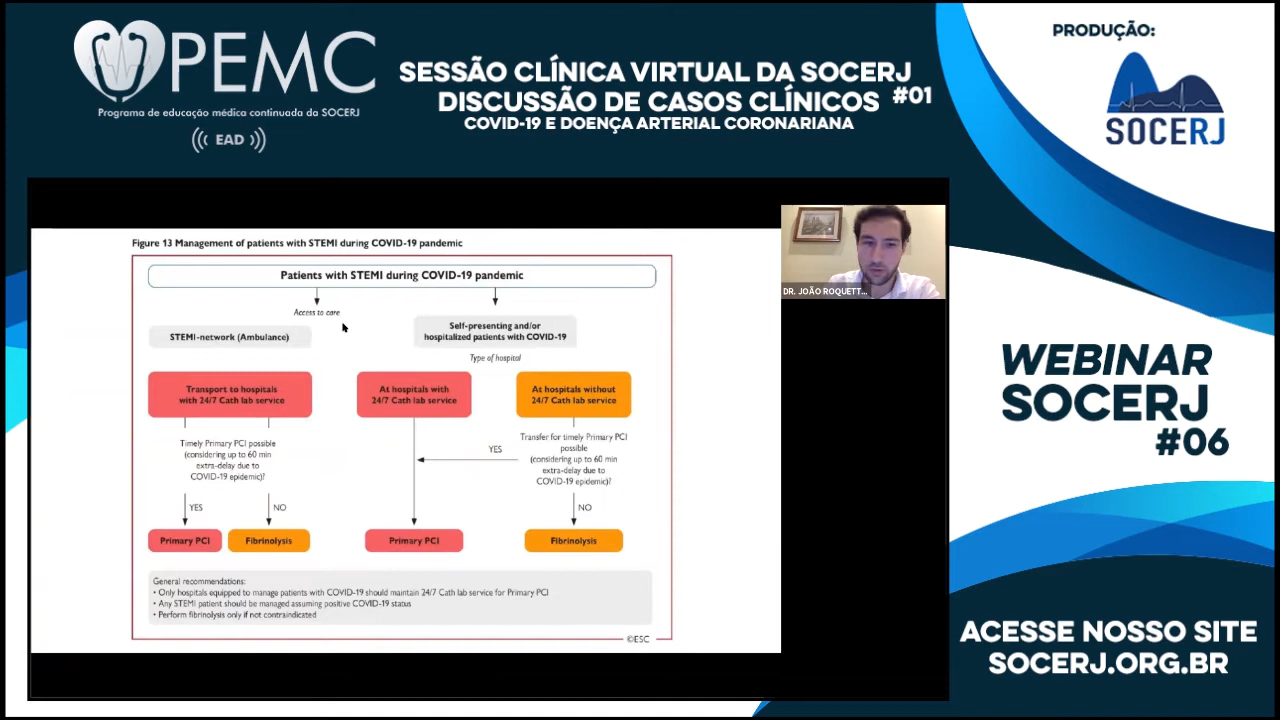 PEMC
Programa de educação médica continuada da SOCERJ
EAD
SESSÃO CLÍNICA VIRTUAL DA SOCERJ
DISCUSSÃO DE CASOS CLÍNICOS #01
COVID-19 E DOENÇA ARTERIAL CORONARIANA
PRODUÇÃO:
SOCERJ
Figure 13 Management of patients with STEMI during COVID-19 pandemic
Patients with STEMI during COVID-19 pandemic
Access to care
STEMI-network (Ambulance)
Self-presenting and/or
hospitalized patients with COVID-19
Type of hospital
Transport to hospitals
with 24/7 Cath lab service
At hospitals with
24/7 Cath lab service
At hospitals without
24/7 Cath lab service
Timely Primary PCI possible
(considering up to 60 min
extra-delay due to
COVID-19 epidemic)?
YES
Transfer for timely Primary PCI
possible
(considering up to 60 min
extra-delay due to
COVID-19 epidemic)?
YES
NO
NO
Primary PCI
Fibrinolysis
Primary PCI
Fibrinolysis
General recommendations:
• Only hospitals equipped to manage patients with COVID-19 should maintain 24/7 Cath lab service for Primary PCI
• Any STEMI patient should be managed assuming positive COVID-19 status
• Perform fibrinolysis only if not contraindicated
©ESC
DR. JOÃO ROQUETT...
WEBINAR
SOCERJ
#06
ACESSE NOSSO SITE
SOCERJ.ORG.BR